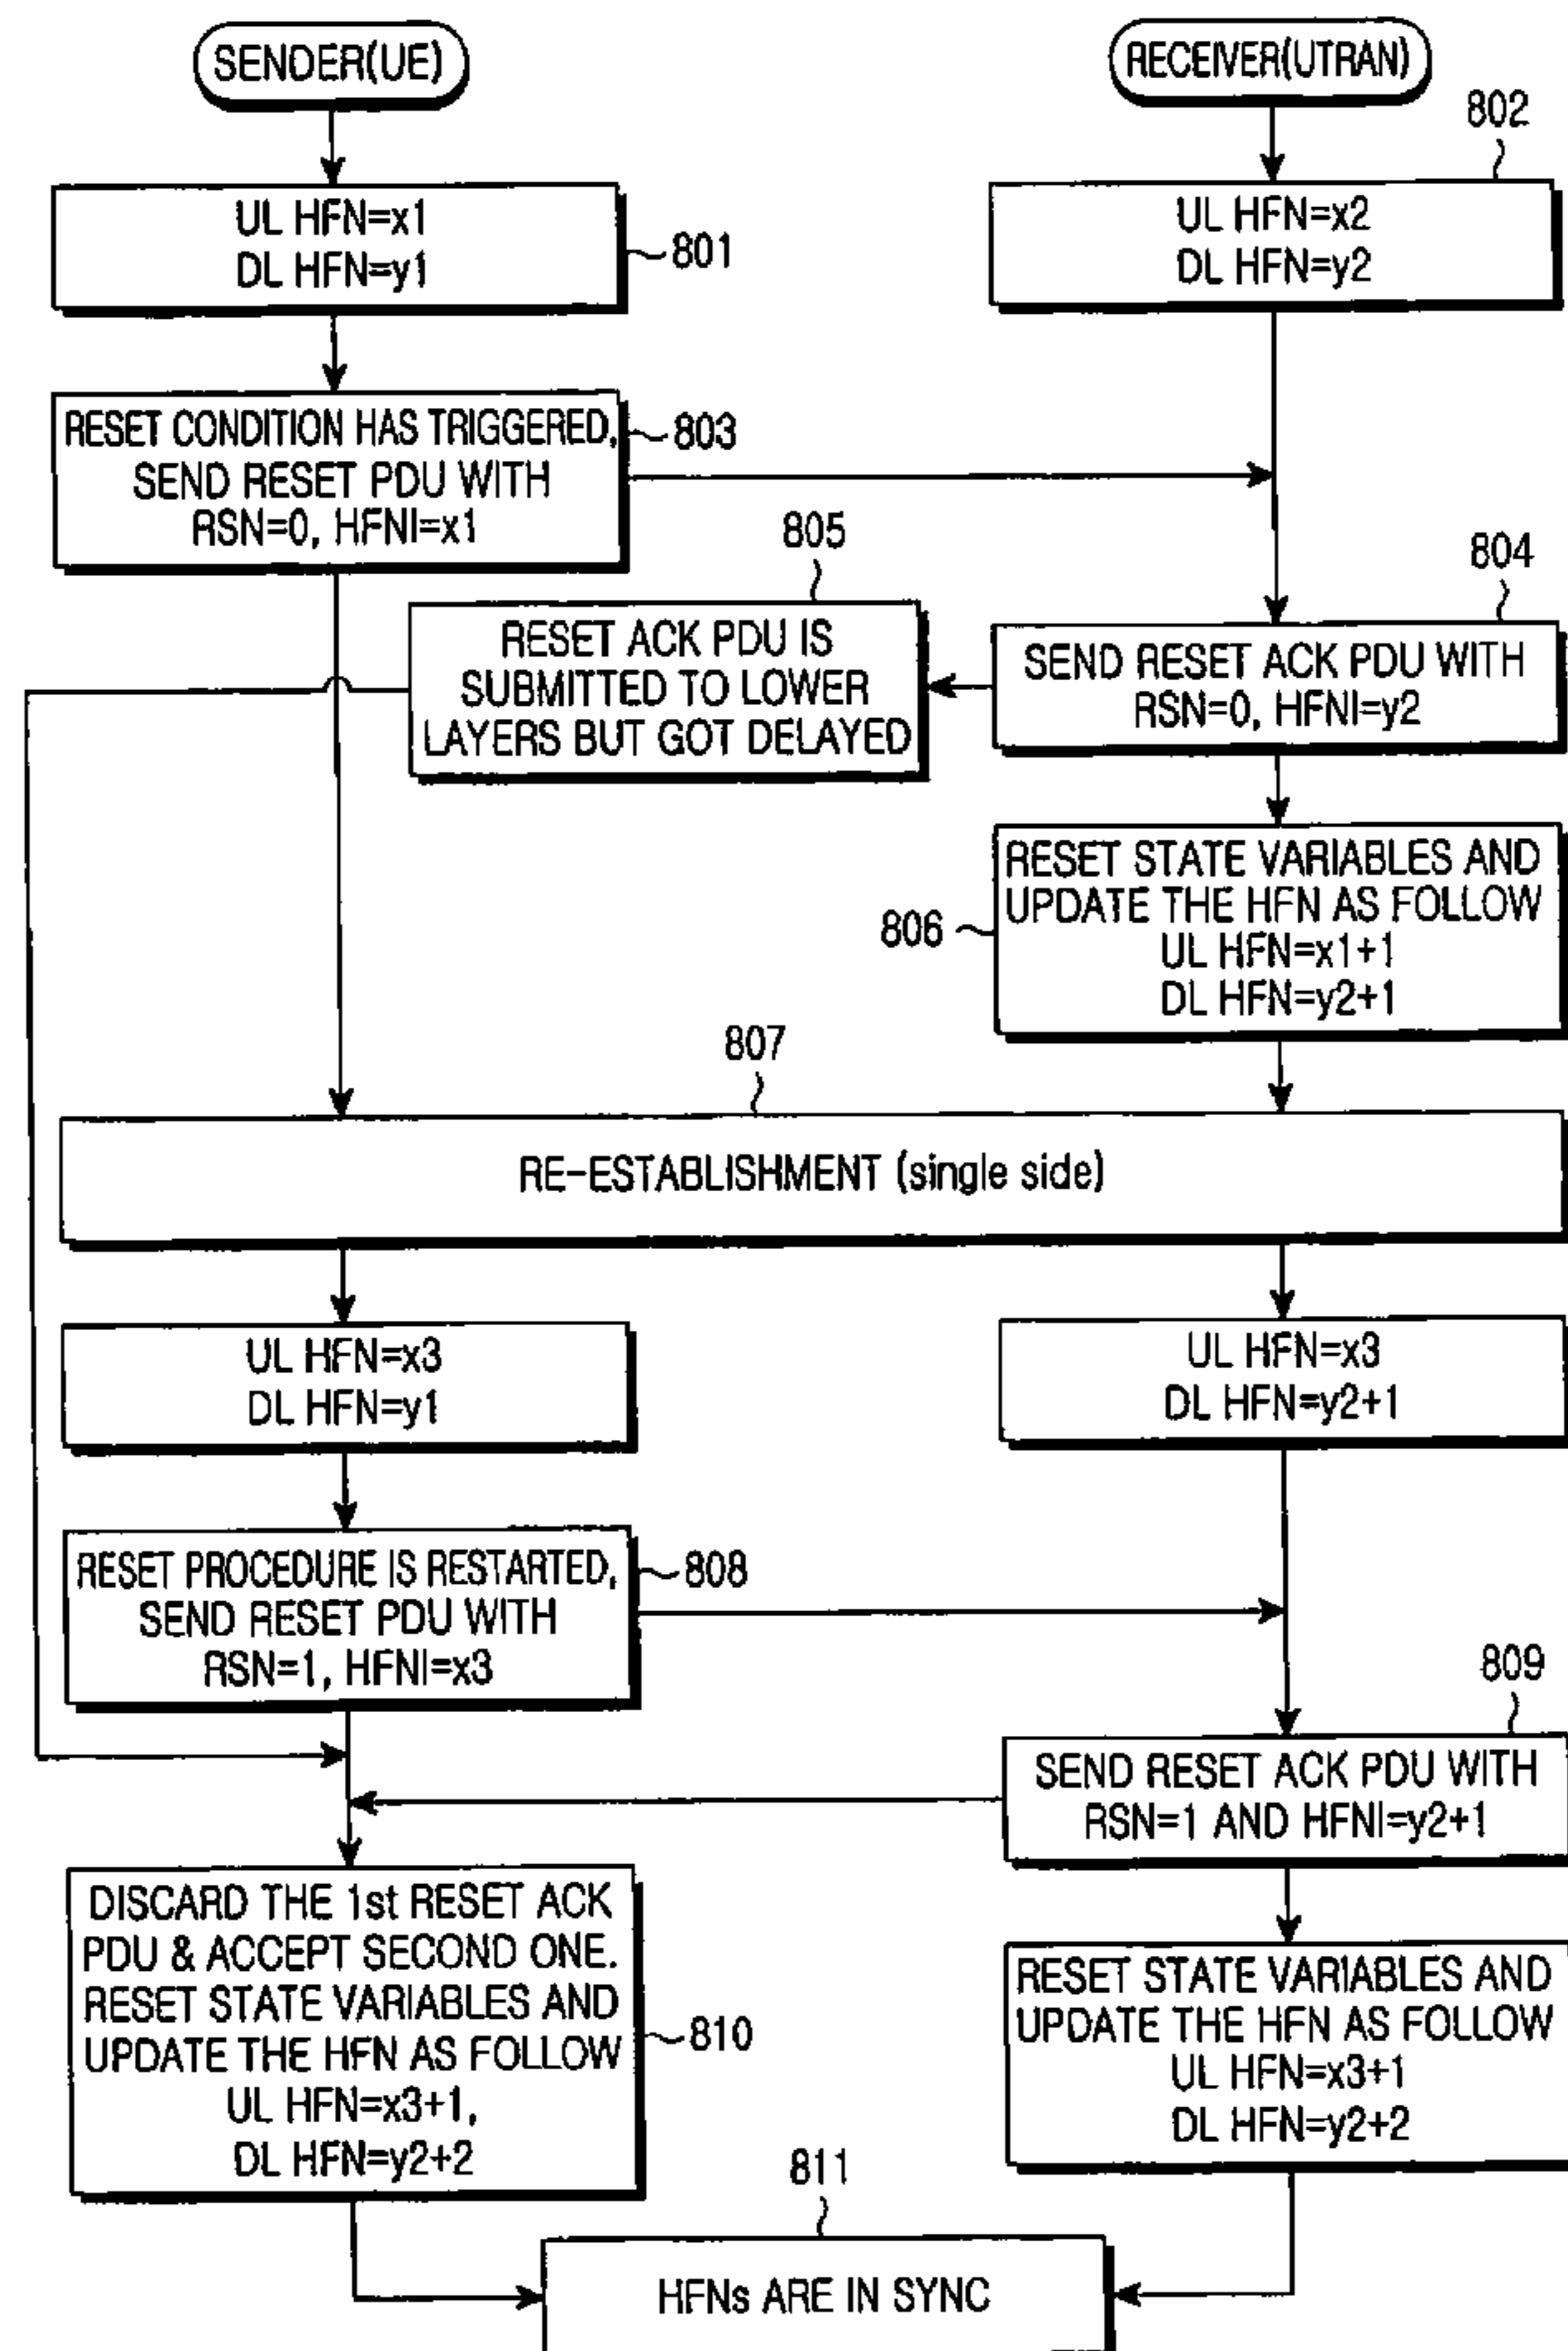 SENDER(UE)
RECEIVER(UTRAN)
802
UL HFN=x1
DL HFN=y1
801
UL HFN=x2
DL HFN=y2
RESET CONDITION HAS TRIGGERED,
SEND RESET PDU WITH
RSN=0, HFNI=x1
803
805
RESET ACK PDU IS
SUBMITTED TO LOWER
LAYERS BUT GOT DELAYED
804
SEND RESET ACK PDU WITH
RSN=0, HFNI=y2
806
RESET STATE VARIABLES AND
UPDATE THE HFN AS FOLLOW
UL HFN=x1+1
DL HFN=y2+1
807
RE-ESTABLISHMENT (single side)
UL HFN=x3
DL HFN=y1
UL HFN=x3
DL HFN=y2+1
RESET PROCEDURE IS RESTARTED,
SEND RESET PDU WITH
RSN=1, HFNI=x3
808
809
SEND RESET ACK PDU WITH
RSN=1 AND HFNI=y2+1
DISCARD THE 1st RESET ACK
PDU & ACCEPT SECOND ONE.
RESET STATE VARIABLES AND
UPDATE THE HFN AS FOLLOW
UL HFN=x3+1,
DL HFN=y2+2
810
RESET STATE VARIABLES AND
UPDATE THE HFN AS FOLLOW
UL HFN=x3+1
DL HFN=y2+2
811
HFNs ARE IN SYNC